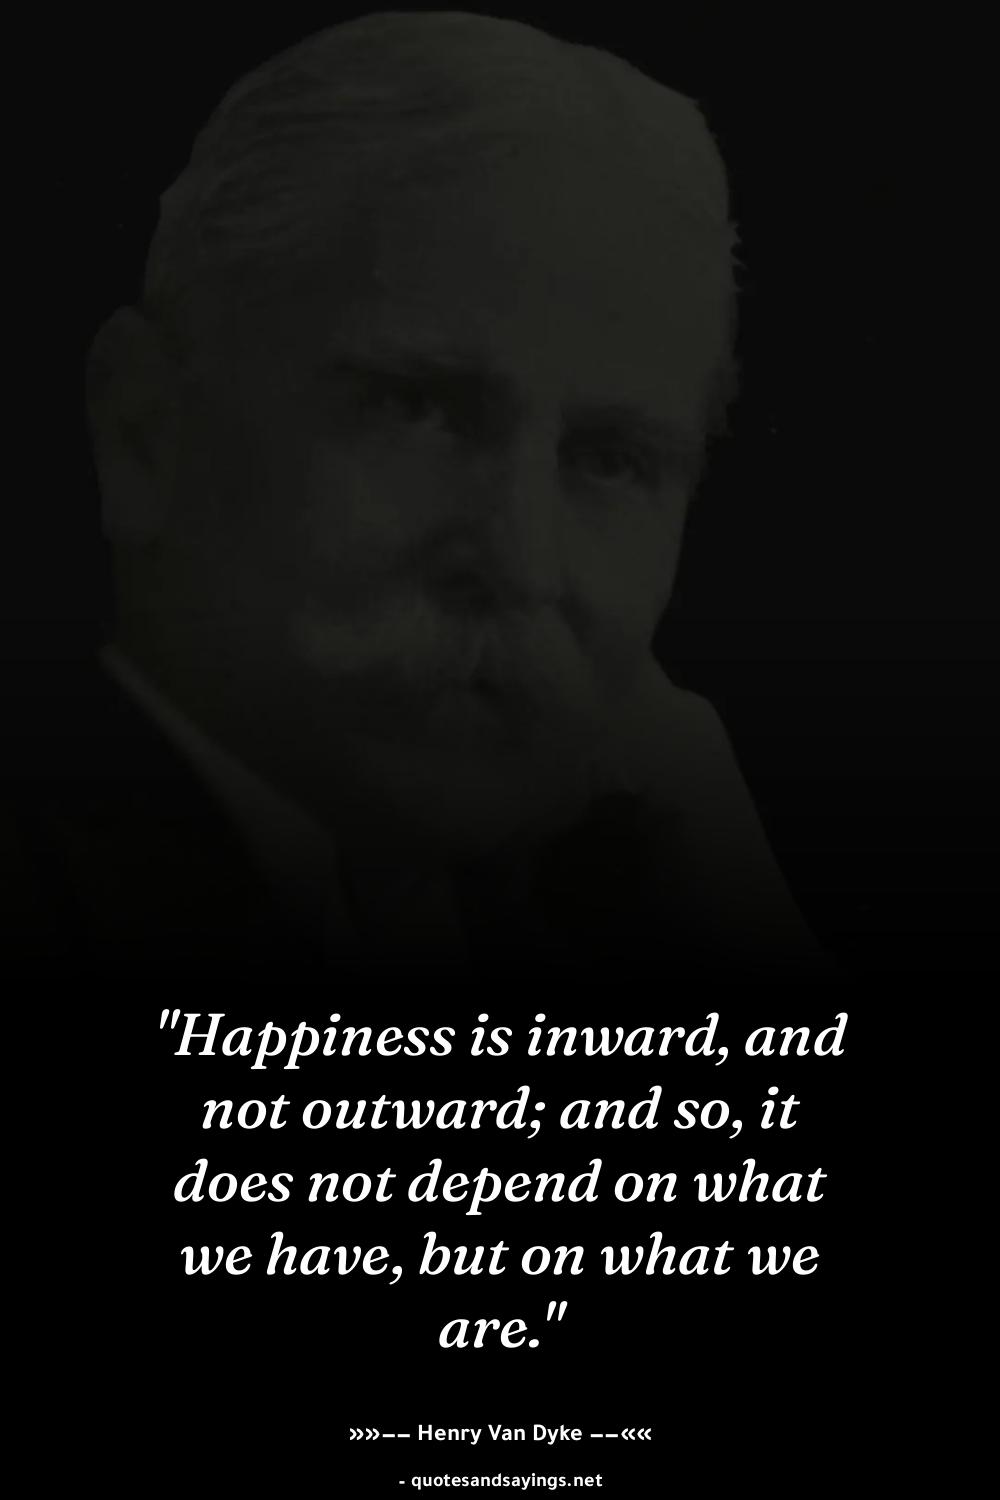 "Happiness is inward, and
not outward; and so, it
does not depend on what
we have, but on what we
are."
»»–– Henry Van Dyke ––««
- quotesandsayings.net